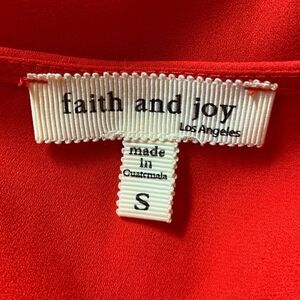 faith and joy
Los Angeles
made
in
Guatemala
S